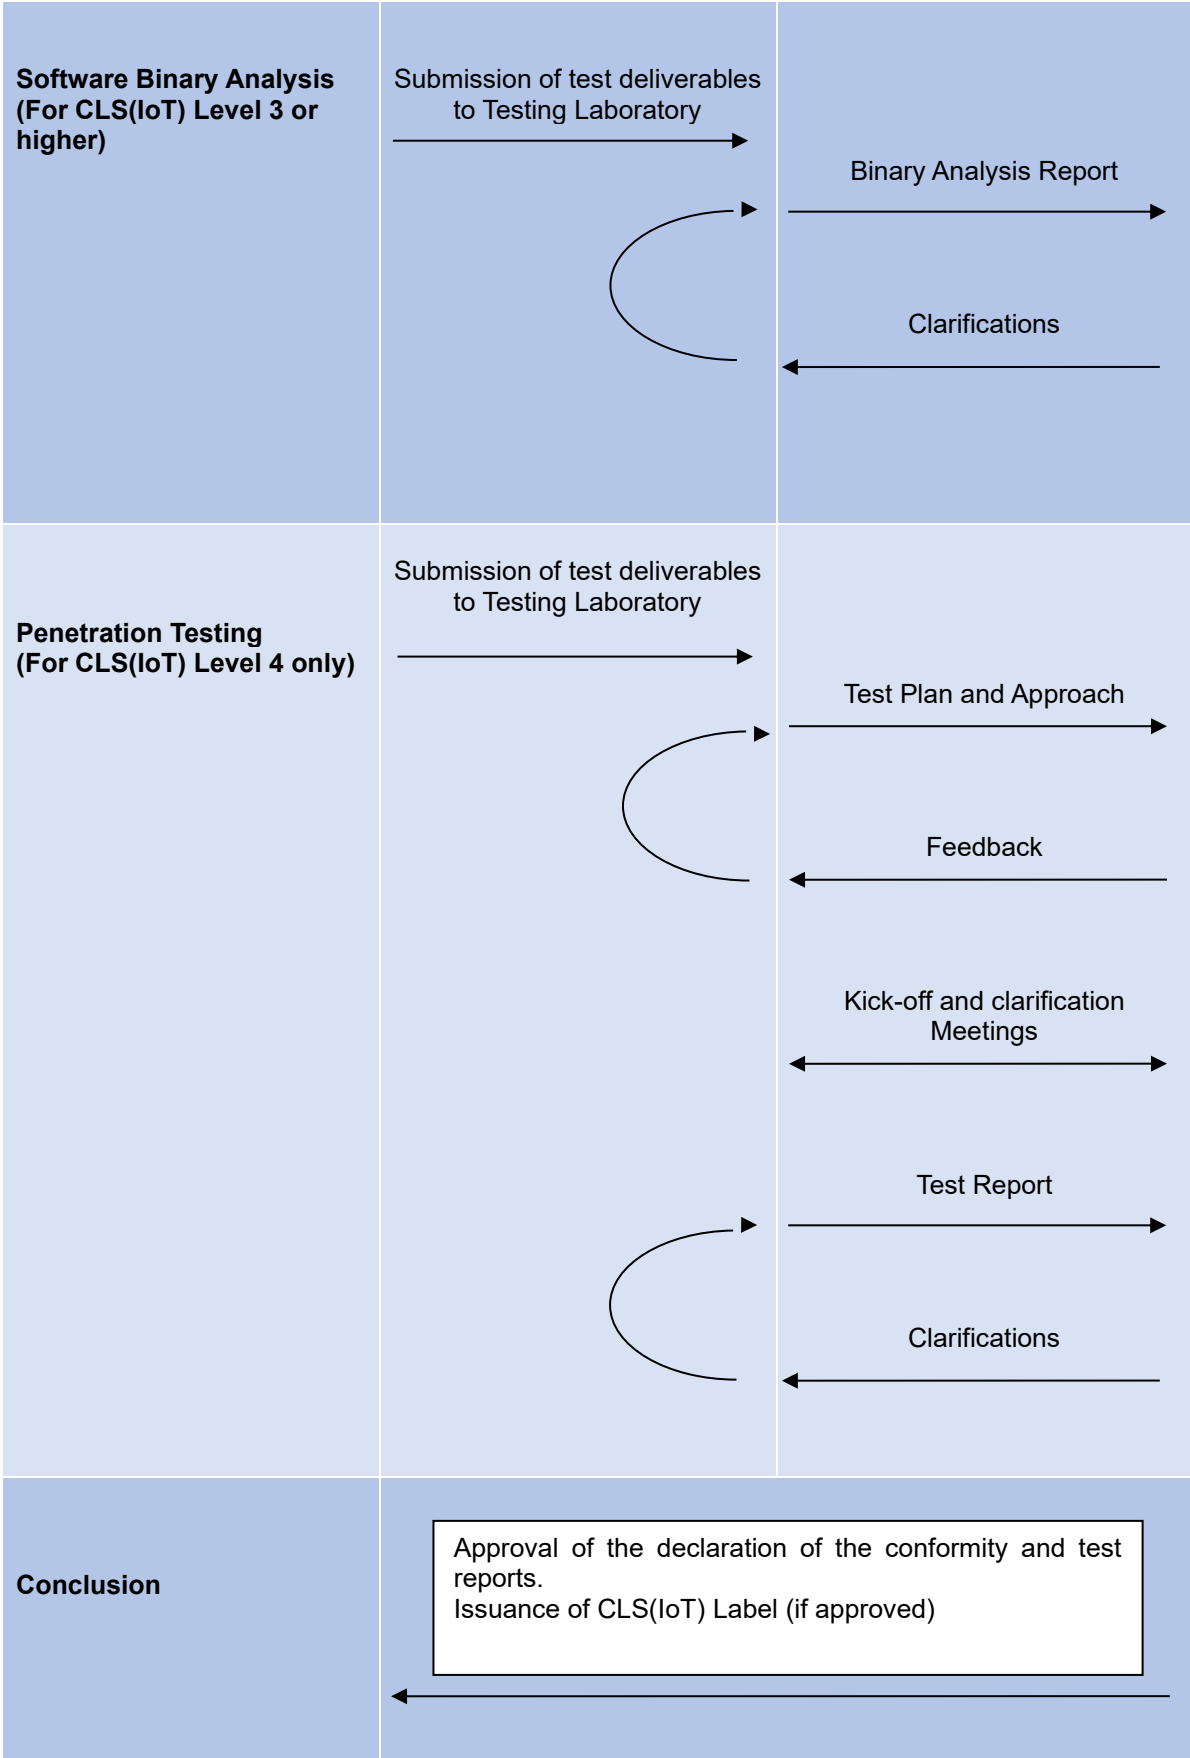 Software Binary Analysis
(For CLS(IoT) Level 3 or
higher)
Submission of test deliverables
to Testing Laboratory
Binary Analysis Report
Clarifications
Penetration Testing
(For CLS(IoT) Level 4 only)
Submission of test deliverables
to Testing Laboratory
Test Plan and Approach
Feedback
Kick-off and clarification
Meetings
Test Report
Clarifications
Conclusion
Approval of the declaration of the conformity and test
reports.
Issuance of CLS(IoT) Label (if approved)